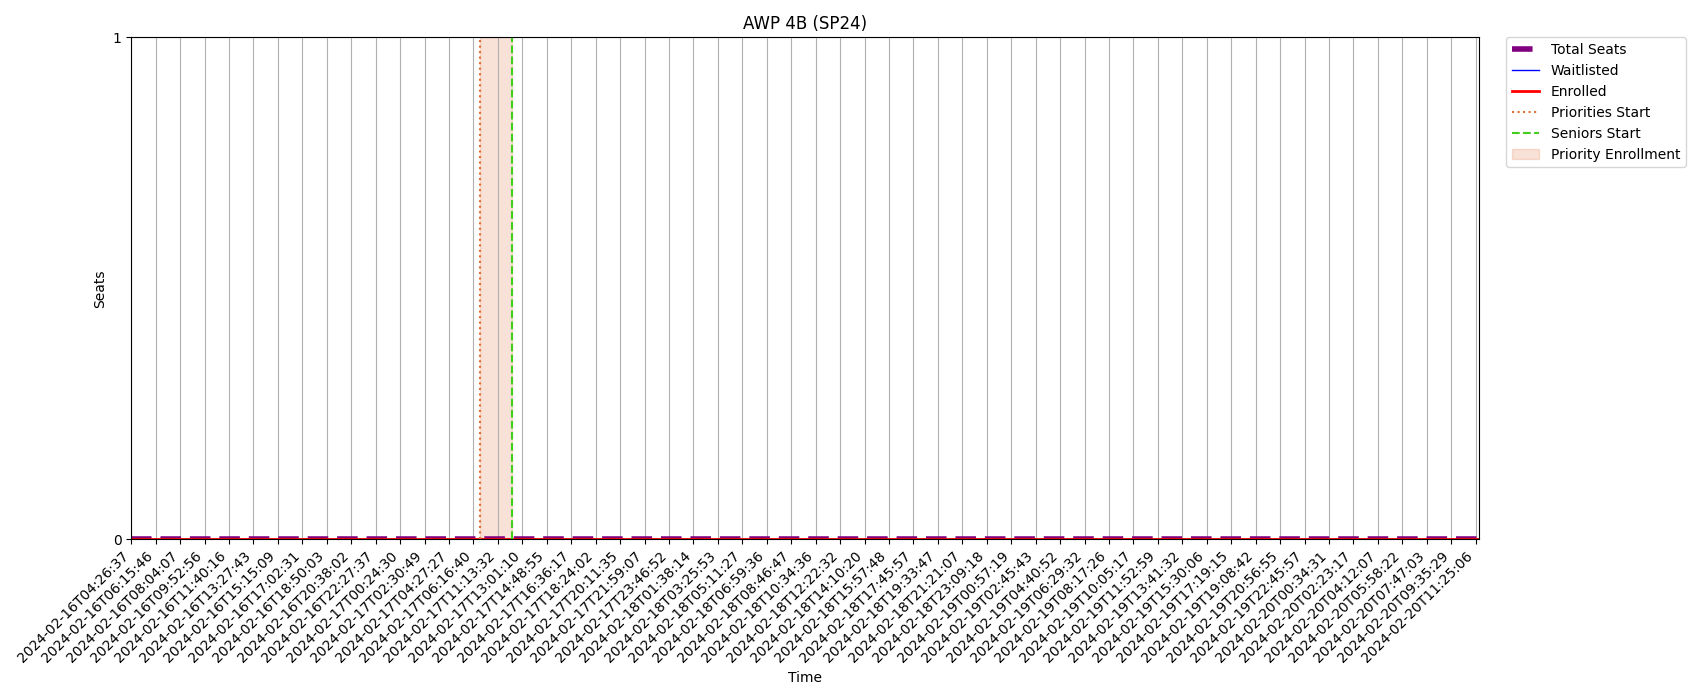 AWP 4B (SP24)
1
0
Seats
Total Seats
Waitlisted
Enrolled
Priorities Start
Seniors Start
Priority Enrollment
2024-02-16T04:26:37
2024-02-16T06:15:46
2024-02-16T08:04:07
2024-02-16T09:52:56
2024-02-16T11:40:16
2024-02-16T13:27:43
2024-02-16T15:15:09
2024-02-16T17:02:31
2024-02-16T18:50:03
2024-02-16T20:38:02
2024-02-16T22:27:37
2024-02-17T00:24:30
2024-02-17T02:30:49
2024-02-17T04:27:27
2024-02-17T06:16:40
2024-02-17T11:13:32
2024-02-17T13:01:10
2024-02-17T14:48:55
2024-02-17T16:36:17
2024-02-17T18:24:02
2024-02-17T20:11:35
2024-02-17T21:59:07
2024-02-17T23:46:52
2024-02-18T01:38:14
2024-02-18T03:25:53
2024-02-18T05:11:27
2024-02-18T06:59:36
2024-02-18T08:46:47
2024-02-18T10:34:36
2024-02-18T12:22:32
2024-02-18T14:10:20
2024-02-18T15:57:48
2024-02-18T17:45:57
2024-02-18T19:33:47
2024-02-18T21:21:07
2024-02-18T23:09:18
2024-02-19T00:57:19
2024-02-19T02:45:43
2024-02-19T04:40:52
2024-02-19T06:29:32
2024-02-19T08:17:26
2024-02-19T10:05:17
2024-02-19T11:52:59
2024-02-19T13:41:32
2024-02-19T15:30:06
2024-02-19T17:19:15
2024-02-19T19:08:42
2024-02-19T20:56:55
2024-02-19T22:45:57
2024-02-20T00:34:31
2024-02-20T02:23:17
2024-02-20T04:12:07
2024-02-20T05:58:22
2024-02-20T07:47:03
2024-02-20T09:35:29
2024-02-20T11:25:06
Time